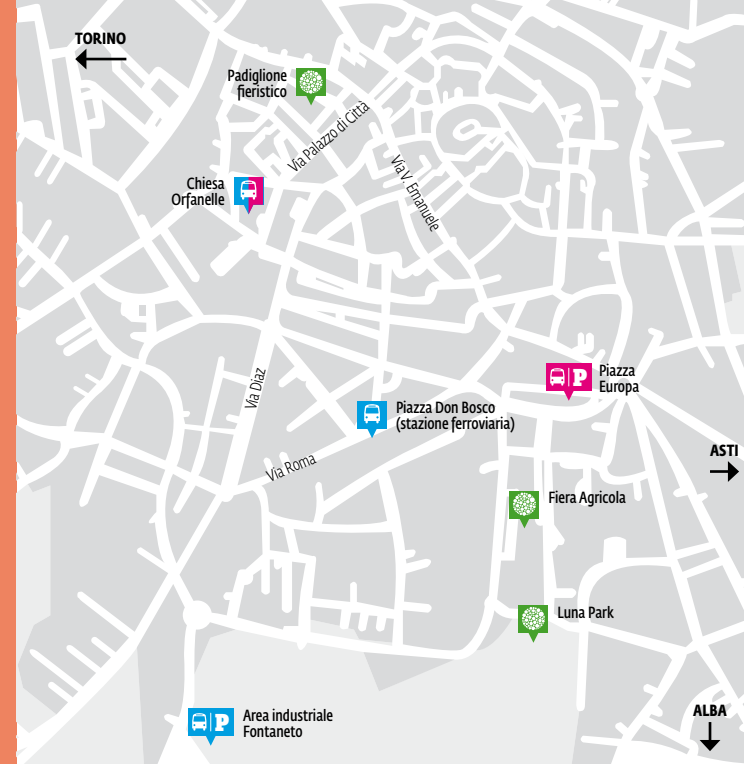 TORINO
Padiglione
fieristico
Via Palazzo di Città
Via V. Emanuele
Chiesa
Orfanelle
Via Diaz
P
Piazza
Europa
Piazza Don Bosco
(stazione ferroviaria)
Via Roma
ASTI
Fiera Agricola
Luna Park
P
Area industriale
Fontaneto
ALBA